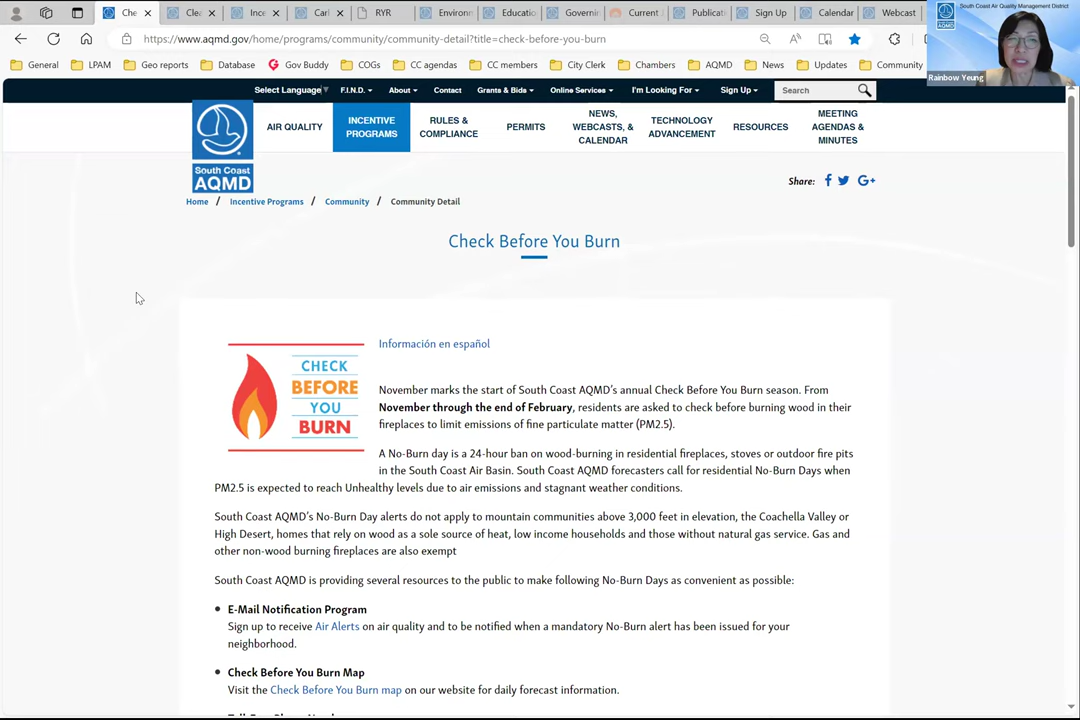 Che
Cle
Ince
Carl
RYR
Environ
Educatio
Governin
Current J
Publicati
Sign Up
Calendar
Webcast
https://www.aqmd.gov/home/programs/community/community-detail?title=check-before-you-burn
General
LPAM
Geo reports
Database
Gov Buddy
COGs
CC agendas
CC members
City Clerk
Chambers
AQMD
News
Updates
Community
South Coast Air Quality Management District
AQMD
Rainbow Yeung
Select Language
F.I.N.D.
About
Contact
Grants & Bids
Online Services
I'm Looking For
Sign Up
Search
South Coast
AQMD
AIR QUALITY
INCENTIVE
PROGRAMS
RULES &
COMPLIANCE
PERMITS
NEWS,
WEBCASTS, &
CALENDAR
TECHNOLOGY
ADVANCEMENT
RESOURCES
MEETING
AGENDAS &
MINUTES
Share:
Home / Incentive Programs / Community / Community Detail
Check Before You Burn
CHECK
BEFORE
YOU
BURN
Información en español
November marks the start of South Coast AQMD's annual Check Before You Burn season. From
November through the end of February, residents are asked to check before burning wood in their
fireplaces to limit emissions of fine particulate matter (PM2.5).
A No-Burn day is a 24-hour ban on wood-burning in residential fireplaces, stoves or outdoor fire pits
in the South Coast Air Basin. South Coast AQMD forecasters call for residential No-Burn Days when
PM2.5 is expected to reach Unhealthy levels due to air emissions and stagnant weather conditions.
South Coast AQMD's No-Burn Day alerts do not apply to mountain communities above 3,000 feet in elevation, the Coachella Valley or
High Desert, homes that rely on wood as a sole source of heat, low income households and those without natural gas service. Gas and
other non-wood burning fireplaces are also exempt
South Coast AQMD is providing several resources to the public to make following No-Burn Days as convenient as possible:
E-Mail Notification Program
Sign up to receive Air Alerts on air quality and to be notified when a mandatory No-Burn alert has been issued for your
neighborhood.
Check Before You Burn Map
Visit the Check Before You Burn map on our website for daily forecast information.